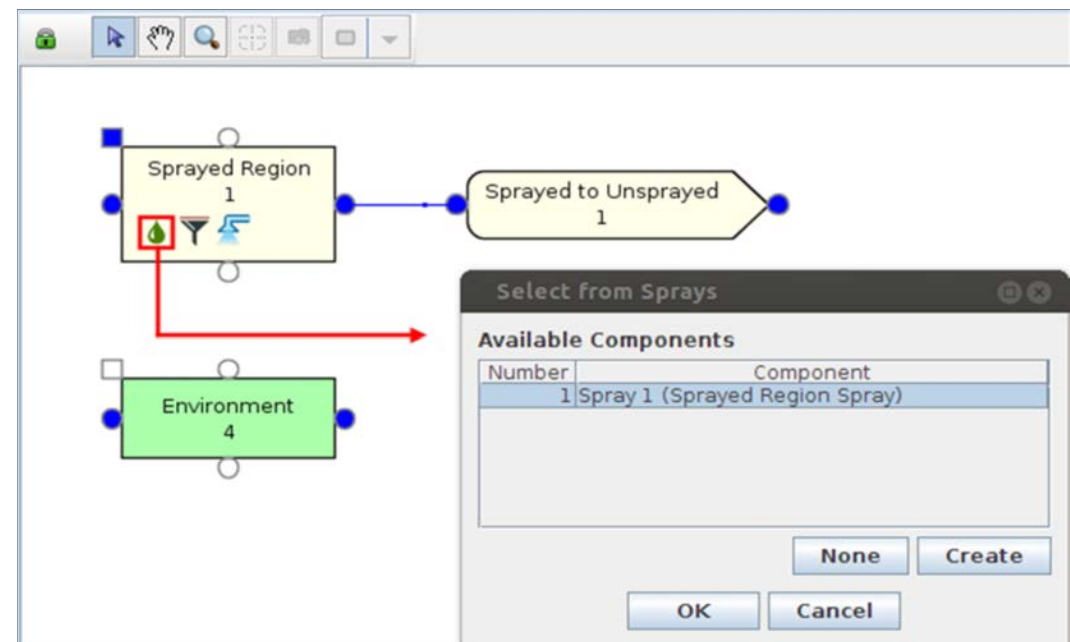 Sprayed Region
1
Sprayed to Unsprayed
1
Environment
4
Select from Sprays
Available Components
Number Component
1 Spray 1 (Sprayed Region Spray)
None Create
OK Cancel